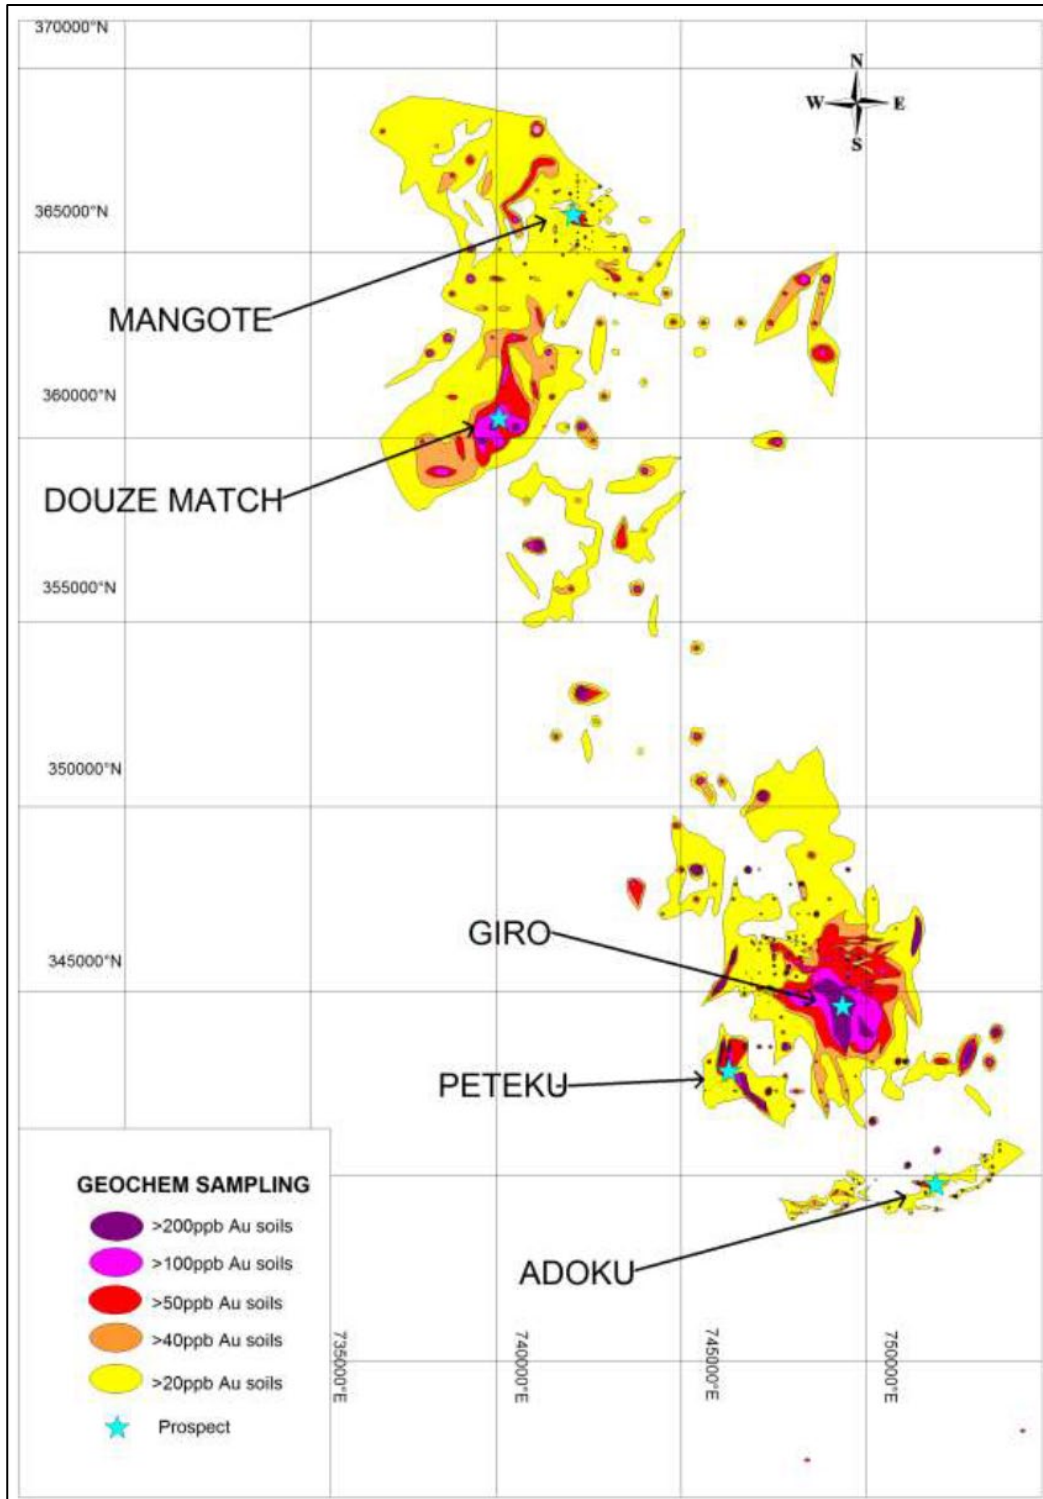 370000°N
N
W
E
S
365000°N
MANGOTE
360000°N
DOUZE MATCH
355000°N
350000°N
GIRO
345000°N
PETEKU
ADOKU
GEOCHEM SAMPLING
>200ppb Au soils
>100ppb Au soils
>50ppb Au soils
>40ppb Au soils
>20ppb Au soils
Prospect
735000°E
740000°E
745000°E
750000°E